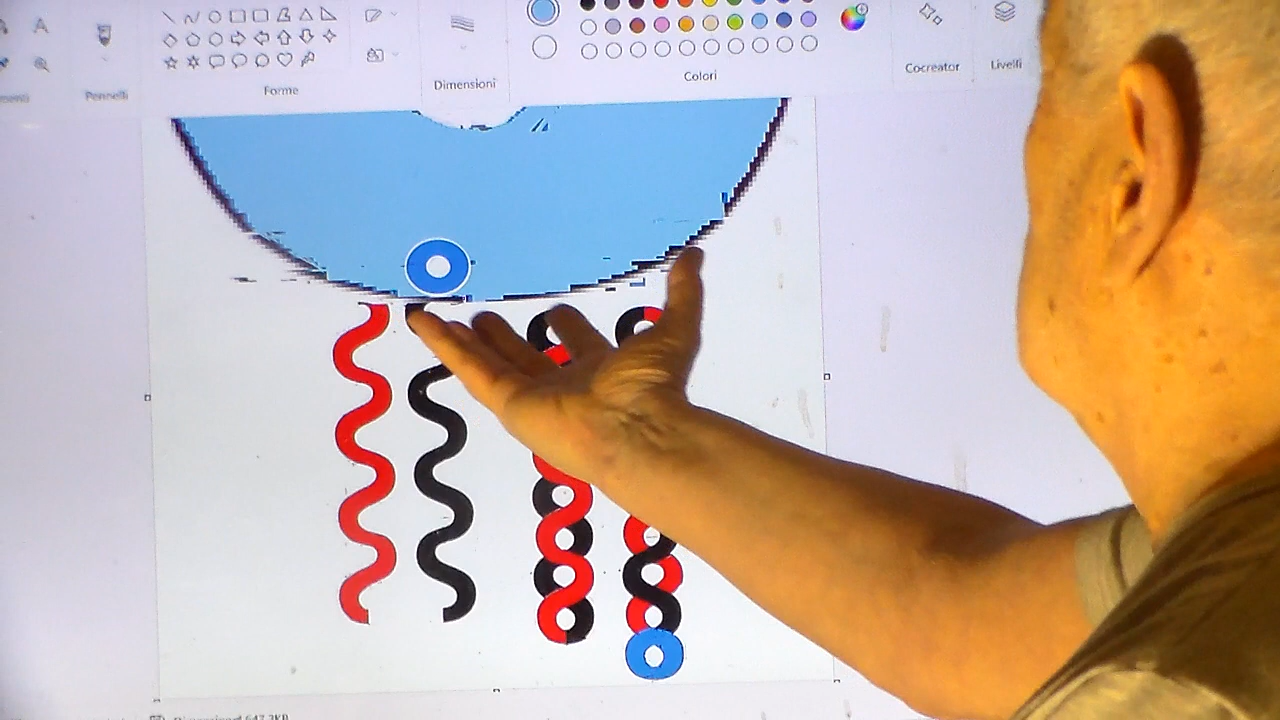 Pennelli
Forme
Dimensioni
Colori
Cocreator
Livelli